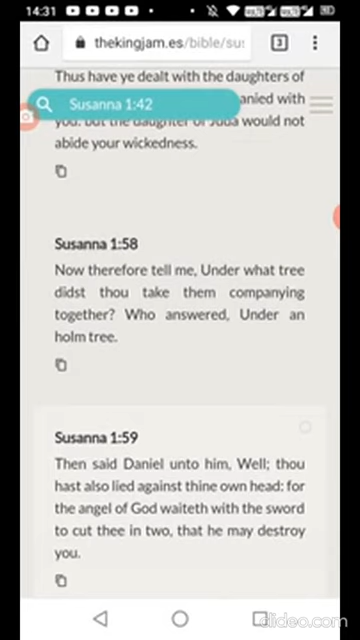 14:31
thekingjam.es/bible/sus
3
Thus have ye dealt with the daughters of
Susanna 1:42
anied with
you: but the daughter of Juda would not
abide your wickedness.
Susanna 1:58
Now therefore tell me, Under what tree
didst thou take them companying
together? Who answered, Under an
holm tree.
Susanna 1:59
Then said Daniel unto him, Well; thou
hast also lied against thine own head: for
the angel of God waiteth with the sword
to cut thee in two, that he may destroy
you.
clideo.com